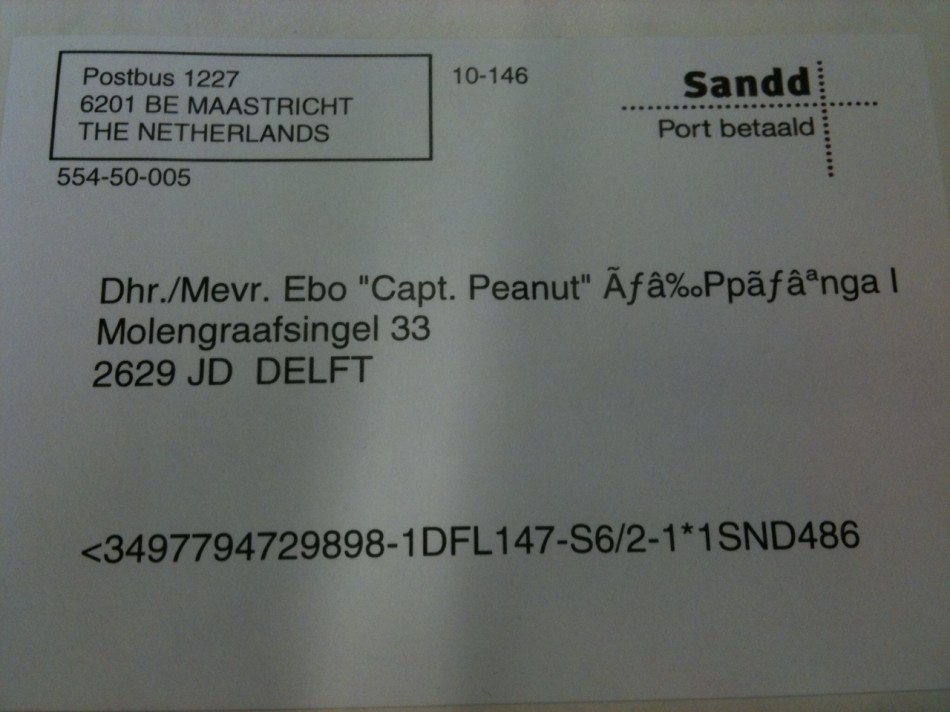 Postbus 1227
6201 BE MAASTRICHT
THE NETHERLANDS
10-146
Sandd
Port betaald
554-50-005
Dhr./Mevr. Ebo "Capt. Peanut" Ãƒâ‰Ppãƒâªnga I
Molengraafsingel 33
2629 JD DELFT
<3497794729898-1DFL147-S6/2-1*1SND486